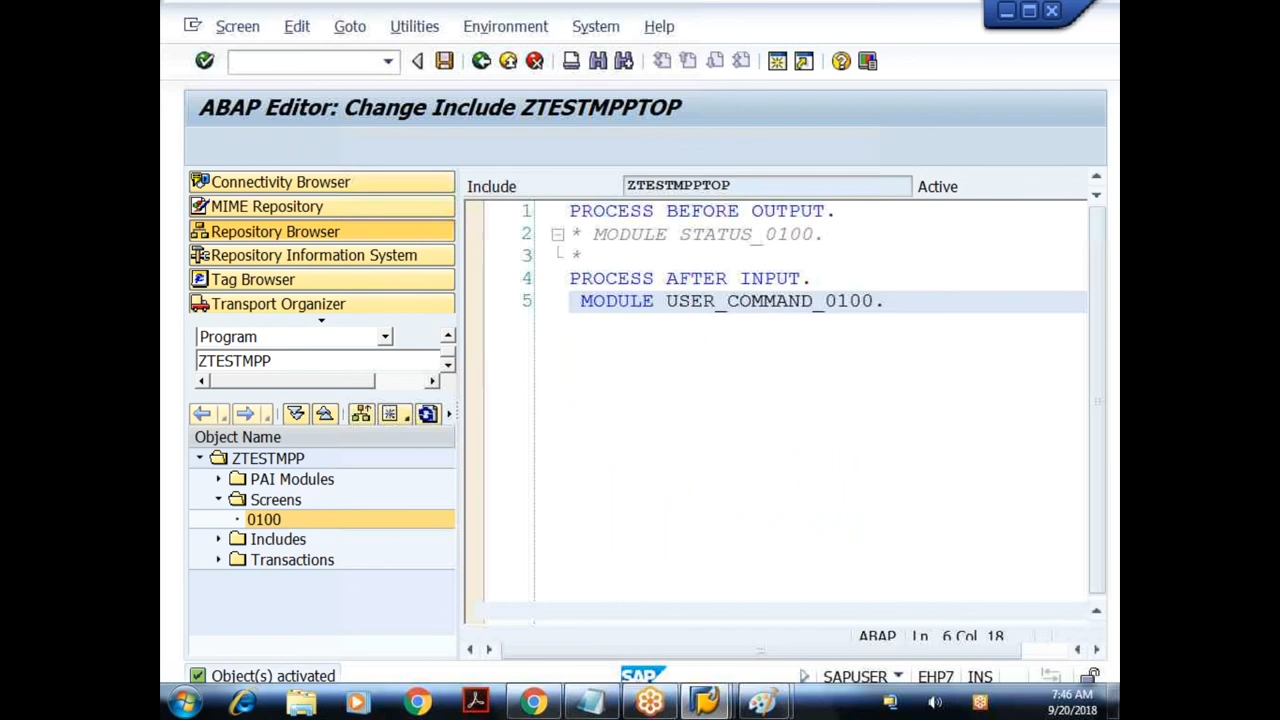 Screen Edit Goto Utilities Environment System Help
ABAP Editor: Change Include ZTESTMPPTOP
Connectivity Browser
MIME Repository
Repository Browser
Repository Information System
Tag Browser
Transport Organizer
Program
ZTESTMPP
Object Name
ZTESTMPP
PAI Modules
Screens
0100
Includes
Transactions
Include ZTESTMPPTOP Active
1 PROCESS BEFORE OUTPUT.
2 * MODULE STATUS_0100.
3 *
4 PROCESS AFTER INPUT.
5 MODULE USER_COMMAND_0100.
ABAP Ln 6 Col 18
Object(s) activated
SAP
SAPUSER EHP7 INS
7:46 AM
9/20/2018